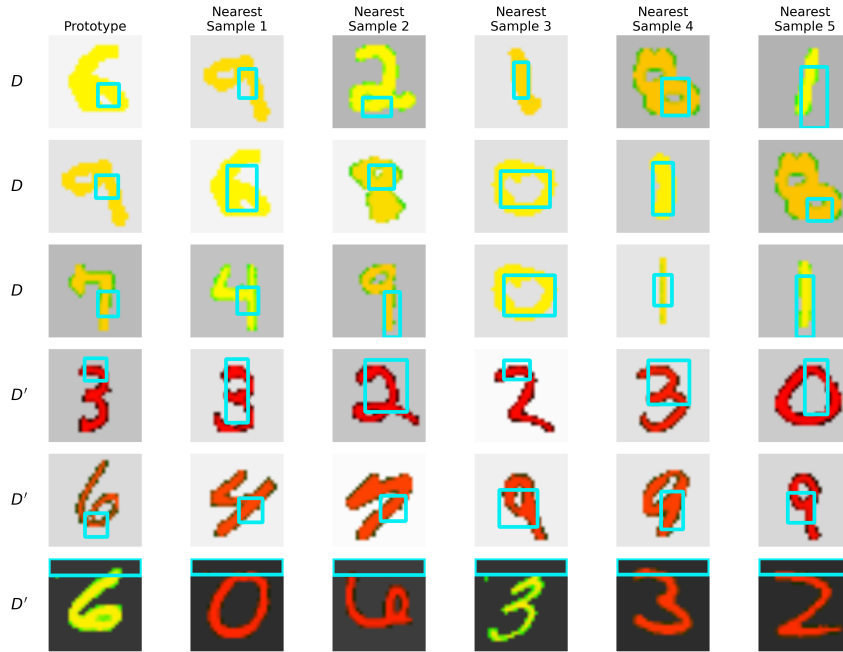 Prototype
Nearest
Sample 1
Nearest
Sample 2
Nearest
Sample 3
Nearest
Sample 4
Nearest
Sample 5
D
D
D
D′
D′
D′